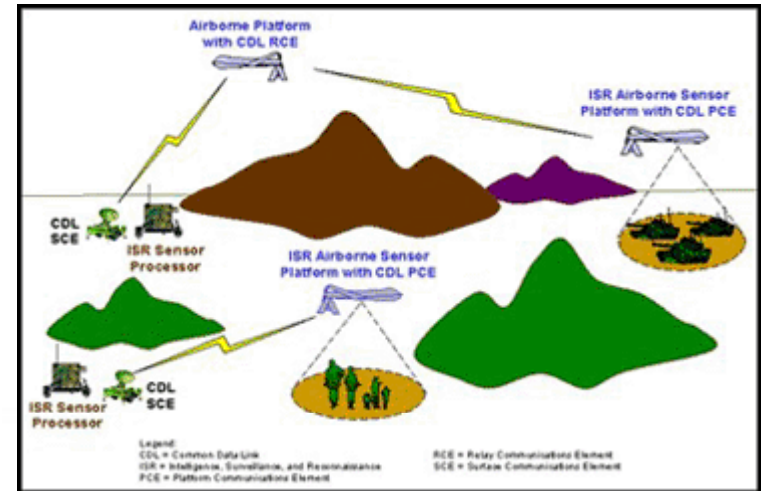 Airborne Platform
with CDL RCE
ISR Airborne Sensor
Platform with CDL PCE
CDL
SCE
ISR Sensor
Processor
ISR Airborne Sensor
Platform with CDL PCE
CDL
SCE
ISR Sensor
Processor
Legend:
CDL = Common Data Link
ISR = Intelligence, Surveillance, and Reconnaissance
PCE = Platform Communications Element
RCE = Relay Communications Element
SCE = Surface Communications Element